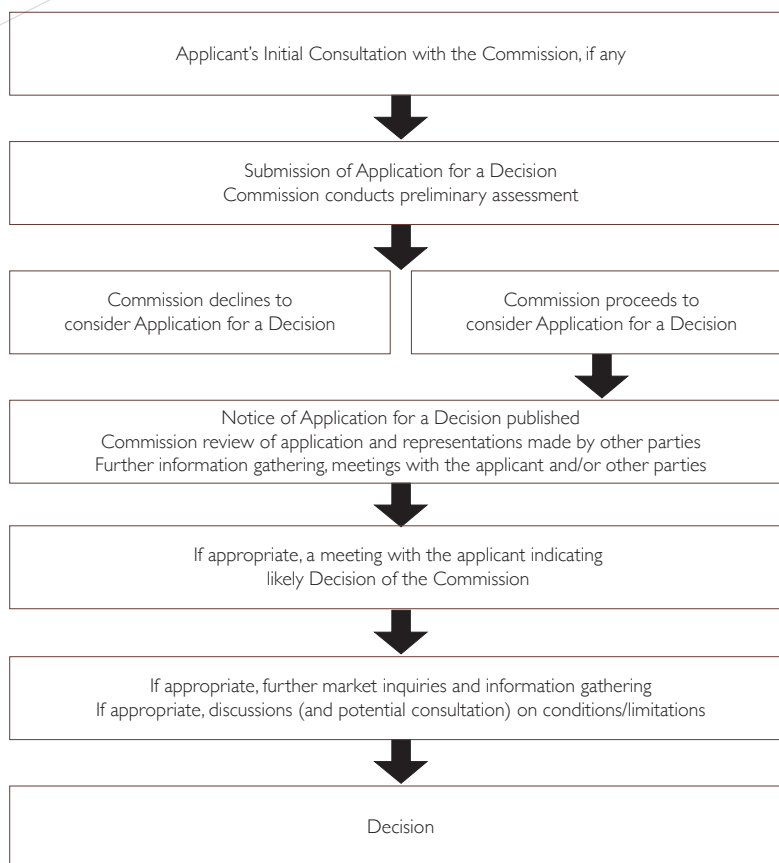 Applicant's Initial Consultation with the Commission, if any
Submission of Application for a Decision
Commission conducts preliminary assessment
Commission declines to
consider Application for a Decision
Commission proceeds to
consider Application for a Decision
Notice of Application for a Decision published
Commission review of application and representations made by other parties
Further information gathering, meetings with the applicant and/or other parties
If appropriate, a meeting with the applicant indicating
likely Decision of the Commission
If appropriate, further market inquiries and information gathering
If appropriate, discussions (and potential consultation) on conditions/limitations
Decision